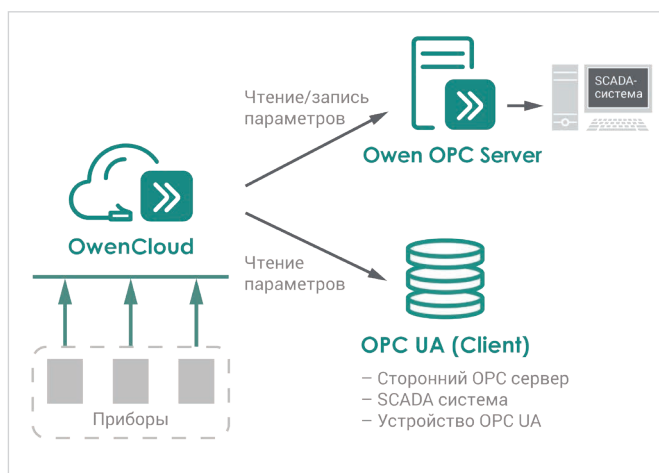 Чтение/запись
параметров
SCADA-
система
Owen OPC Server
OwenCloud
Чтение
параметров
Приборы
OPC UA (Client)
– Сторонний OPC сервер
– SCADA система
– Устройство OPC UA